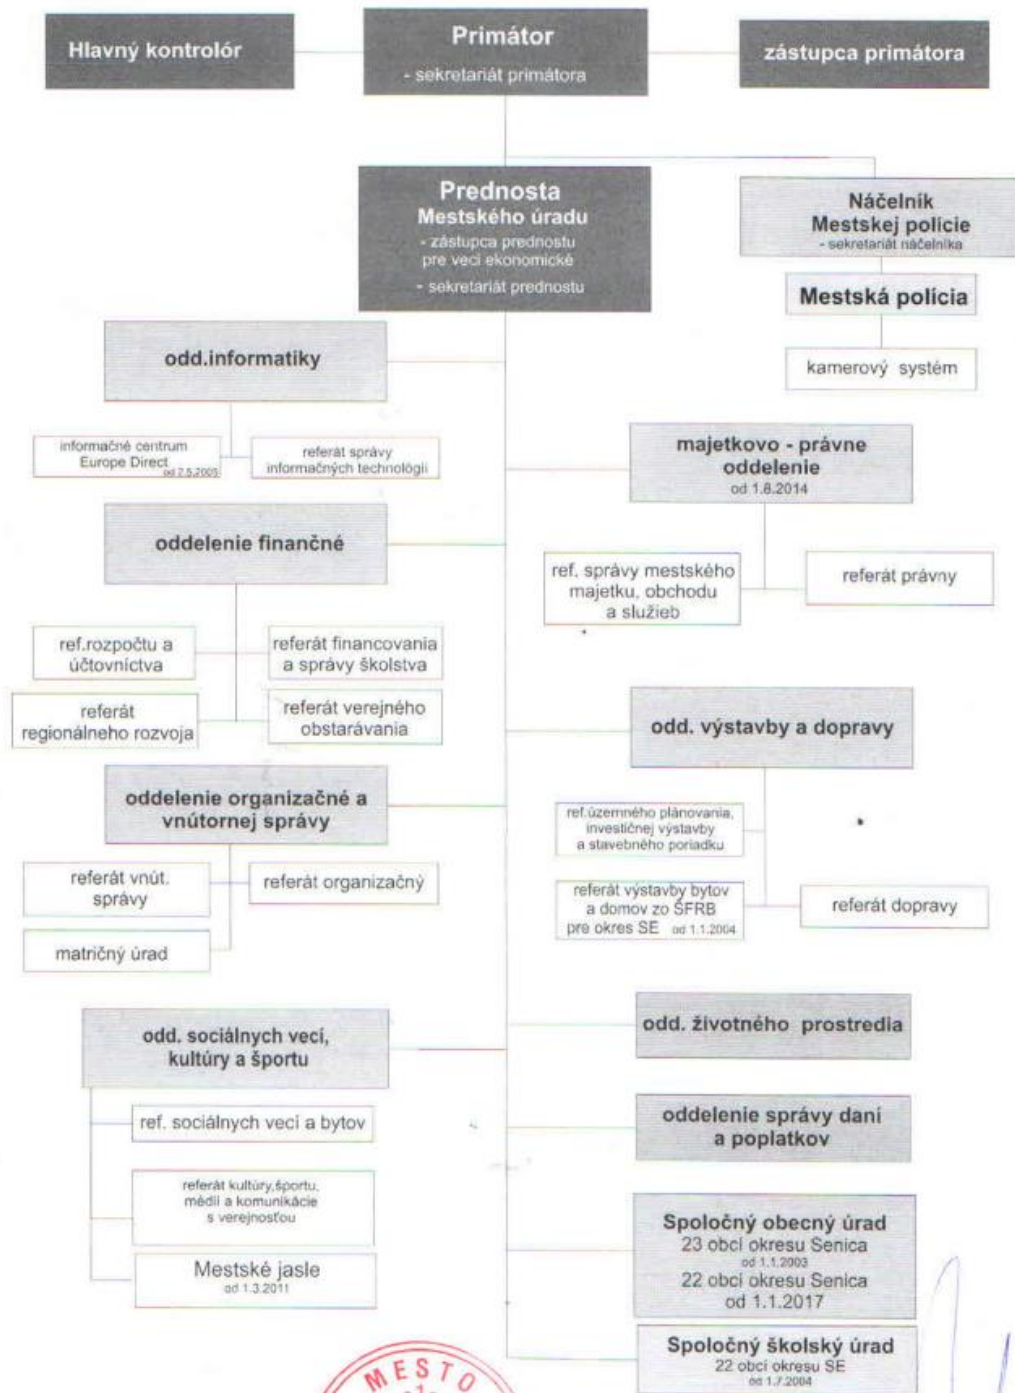 Hlavný kontrolór
Primátor
- sekretariát primátora
zástupca primátora
Prednosta
Mestského úradu
- zástupca prednostu
pre veci ekonomické
- sekretariát prednostu
Náčelník
Mestskej polície
- sekretariát náčelníka
Mestská polícia
kamerový systém
odd.informatiky
informačné centrum
Europe Direct
od 2.5.2005
referát správy
informačných technológií
majetkovo - právne
oddelenie
od 1.8.2014
ref. správy mestského
majetku, obchodu
a služieb
referát právny
oddelenie finančné
ref.rozpočtu a
účtovníctva
referát financovania
a správy školstva
referát
regionálneho rozvoja
referát verejného
obstarávania
odd. výstavby a dopravy
ref.územného plánovania,
investičnej výstavby
a stavebného poriadku
referát výstavby bytov
a domov zo ŠFRB
pre okres SE od 1.1.2004
referát dopravy
oddelenie organizačné a
vnútornej správy
referát vnút.
správy
referát organizačný
matričný úrad
odd. sociálnych vecí,
kultúry a športu
ref. sociálnych vecí a bytov
referát kultúry,športu,
médií a komunikácie
s verejnosťou
Mestské jasle
od 1.3.2011
odd. životného prostredia
oddelenie správy daní
a poplatkov
Spoločný obecný úrad
23 obcí okresu Senica
od 1.1.2003
22 obcí okresu Senica
od 1.1.2017
Spoločný školský úrad
22 obcí okresu SE
od 1.7.2004
MESTO